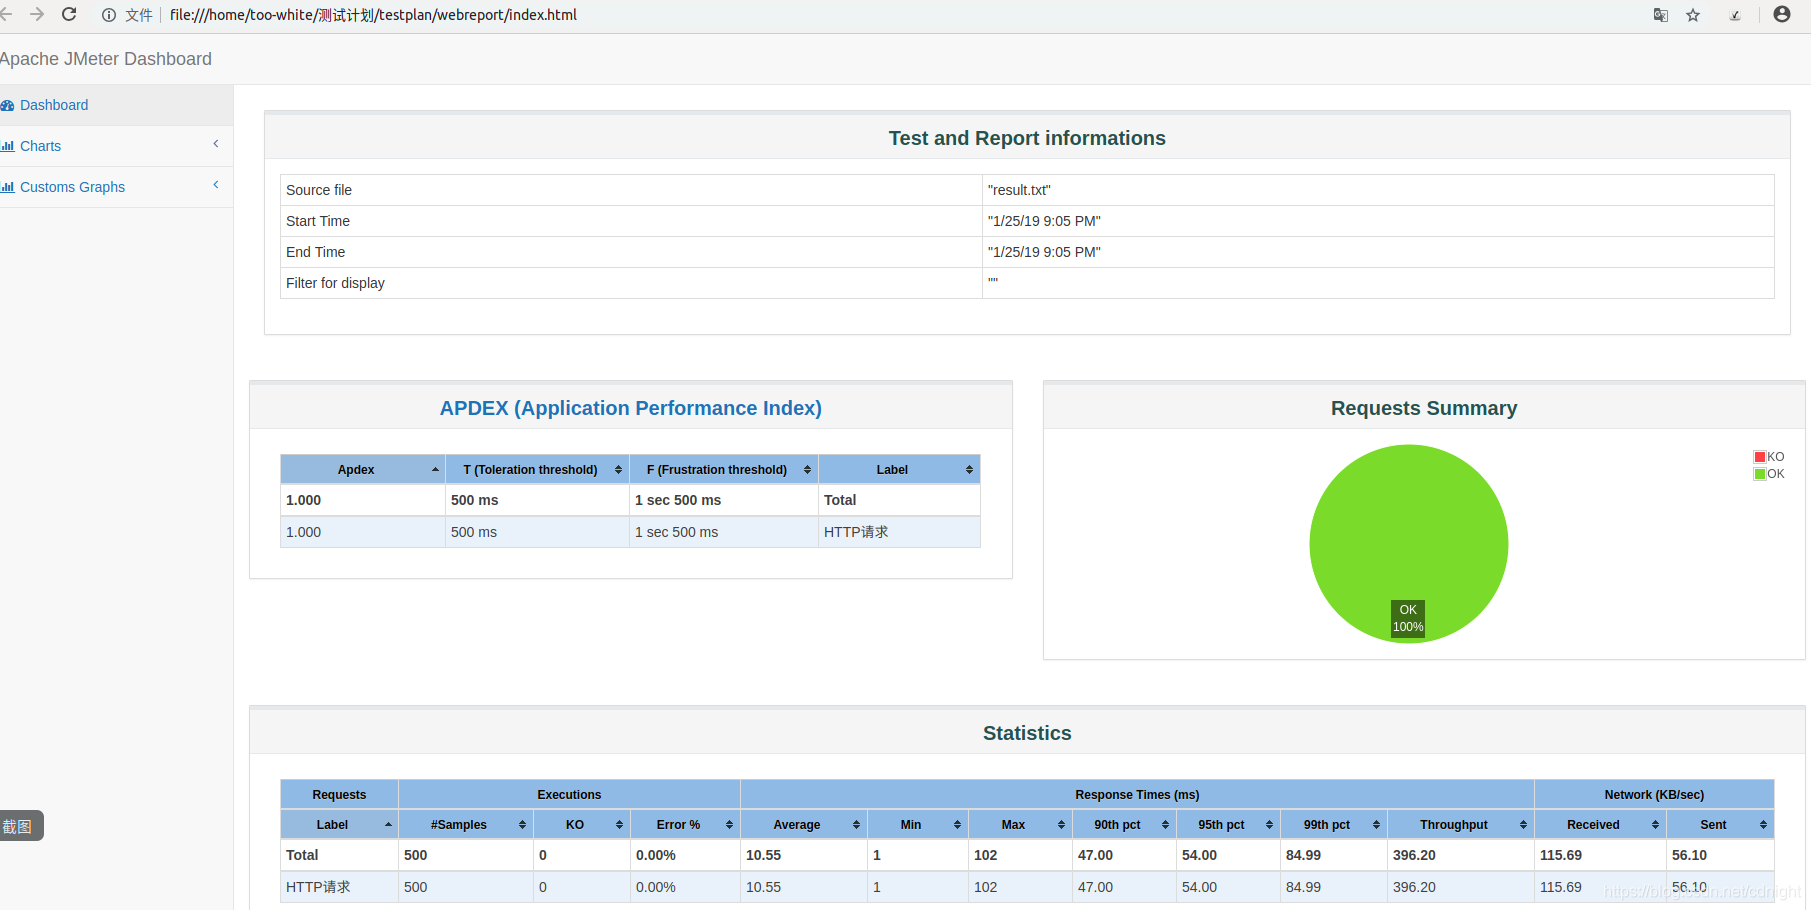 文件 file:///home/too-white/测试计划/testplan/webreport/index.html
Apache JMeter Dashboard
Dashboard
Charts
Customs Graphs
Test and Report informations
Source file "result.txt"
Start Time "1/25/19 9:05 PM"
End Time "1/25/19 9:05 PM"
Filter for display ""
APDEX (Application Performance Index)
Apdex T (Toleration threshold) F (Frustration threshold) Label
1.000 500 ms 1 sec 500 ms Total
1.000 500 ms 1 sec 500 ms HTTP请求
Requests Summary
KO
OK
OK
100%
Statistics
Requests Executions Response Times (ms) Network (KB/sec)
Label #Samples KO Error % Average Min Max 90th pct 95th pct 99th pct Throughput Received Sent
Total 500 0 0.00% 10.55 1 102 47.00 54.00 84.99 396.20 115.69 56.10
HTTP请求 500 0 0.00% 10.55 1 102 47.00 54.00 84.99 396.20 115.69 56.10
截图
https://blog.csdn.net/cdnight